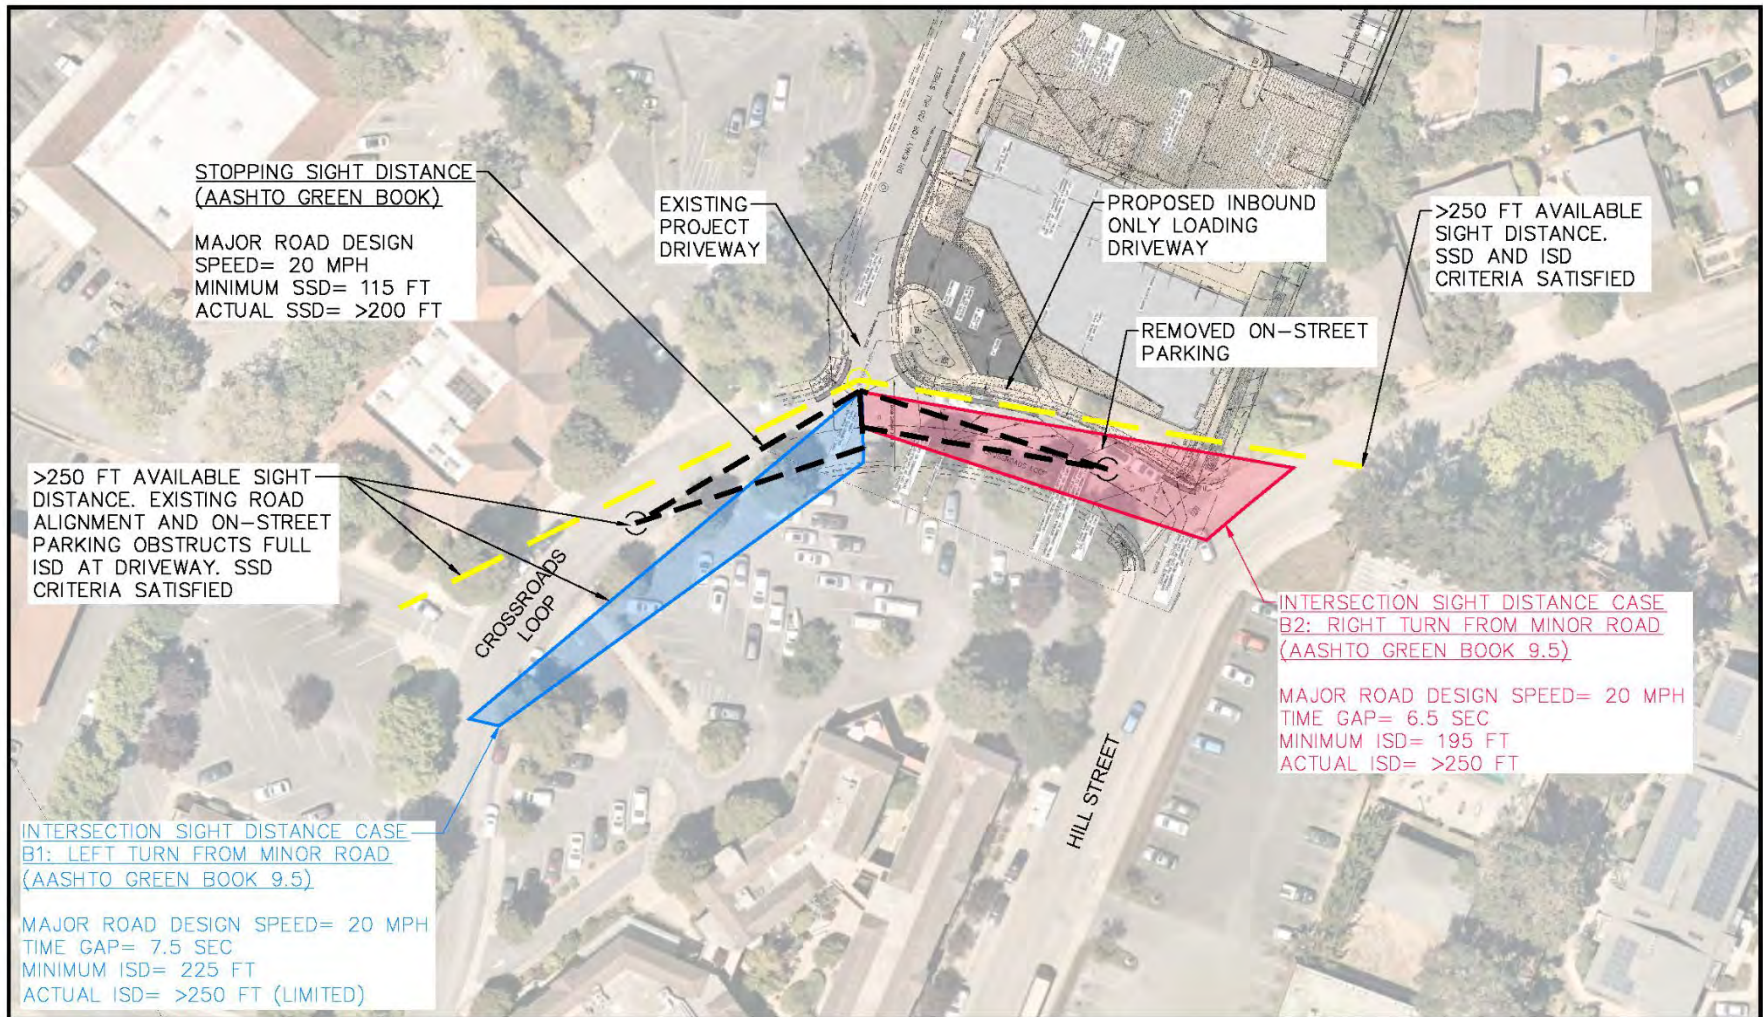 STOPPING SIGHT DISTANCE
(AASHTO GREEN BOOK)
MAJOR ROAD DESIGN
SPEED= 20 MPH
MINIMUM SSD= 115 FT
ACTUAL SSD= >200 FT
EXISTING
PROJECT
DRIVEWAY
PROPOSED INBOUND
ONLY LOADING
DRIVEWAY
>250 FT AVAILABLE
SIGHT DISTANCE.
SSD AND ISD
CRITERIA SATISFIED
REMOVED ON-STREET
PARKING
>250 FT AVAILABLE SIGHT
DISTANCE. EXISTING ROAD
ALIGNMENT AND ON-STREET
PARKING OBSTRUCTS FULL
ISD AT DRIVEWAY. SSD
CRITERIA SATISFIED
CROSSROADS
LOOP
HILL STREET
INTERSECTION SIGHT DISTANCE CASE
B2: RIGHT TURN FROM MINOR ROAD
(AASHTO GREEN BOOK 9.5)
MAJOR ROAD DESIGN SPEED= 20 MPH
TIME GAP= 6.5 SEC
MINIMUM ISD= 195 FT
ACTUAL ISD= >250 FT
INTERSECTION SIGHT DISTANCE CASE
B1: LEFT TURN FROM MINOR ROAD
(AASHTO GREEN BOOK 9.5)
MAJOR ROAD DESIGN SPEED= 20 MPH
TIME GAP= 7.5 SEC
MINIMUM ISD= 225 FT
ACTUAL ISD= >250 FT (LIMITED)